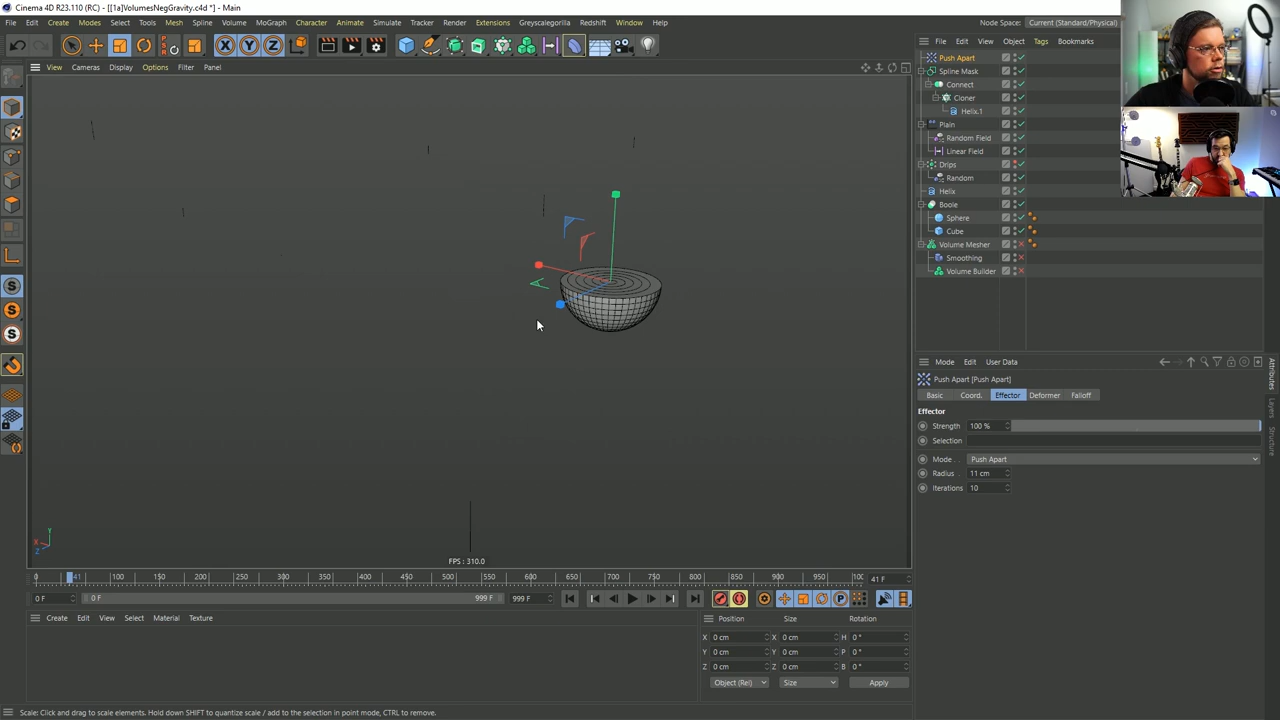 Cinema 4D R23.110 (RC) - [[1a]VolumesNegGravity.c4d *] - Main
File Edit Create Modes Select Tools Mesh Spline Volume MoGraph Character Animate Simulate Tracker Render Extensions Greyscalegorilla Redshift Window Help
Node Space: Current (Standard/Physical)
X Y Z
File Edit View Object Tags Bookmarks
View Cameras Display Options Filter Panel
Push Apart
Spline Mask
Connect
Cloner
Helix.1
Plain
Random Field
Linear Field
Drips
Random
Helix
Boole
Sphere
Cube
Volume Mesher
Smoothing
Volume Builder
Mode Edit User Data
Push Apart [Push Apart]
Basic Coord. Effector Deformer Falloff
Effector
Strength 100 %
Selection
Mode . . Push Apart
Radius . 11 cm
Iterations 10
Attributes
Layers
Structure
Y
X
Z
FPS : 310.0
0 41 100 150 200 250 300 350 400 450 500 550 600 650 700 750 800 850 900 950 100 41 F
0 F 0 F 999 F 999 F
Create Edit View Select Material Texture
Position Size Rotation
X 0 cm X 0 cm H 0 °
Y 0 cm Y 0 cm P 0 °
Z 0 cm Z 0 cm B 0 °
Object (Rel) Size Apply
Scale: Click and drag to scale elements. Hold down SHIFT to quantize scale / add to the selection in point mode, CTRL to remove.